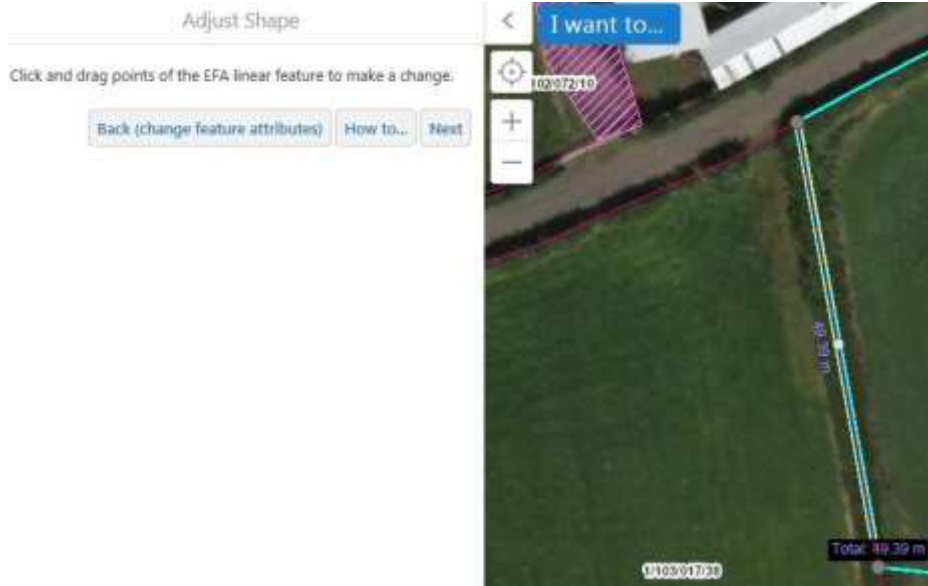 Adjust Shape
Click and drag points of the EFA linear feature to make a change.
Back (change feature attributes)
How to...
Next
<
I want to...
102/072/10
+
−
49.39 m
Total: 49.39 m
1/103/017/38